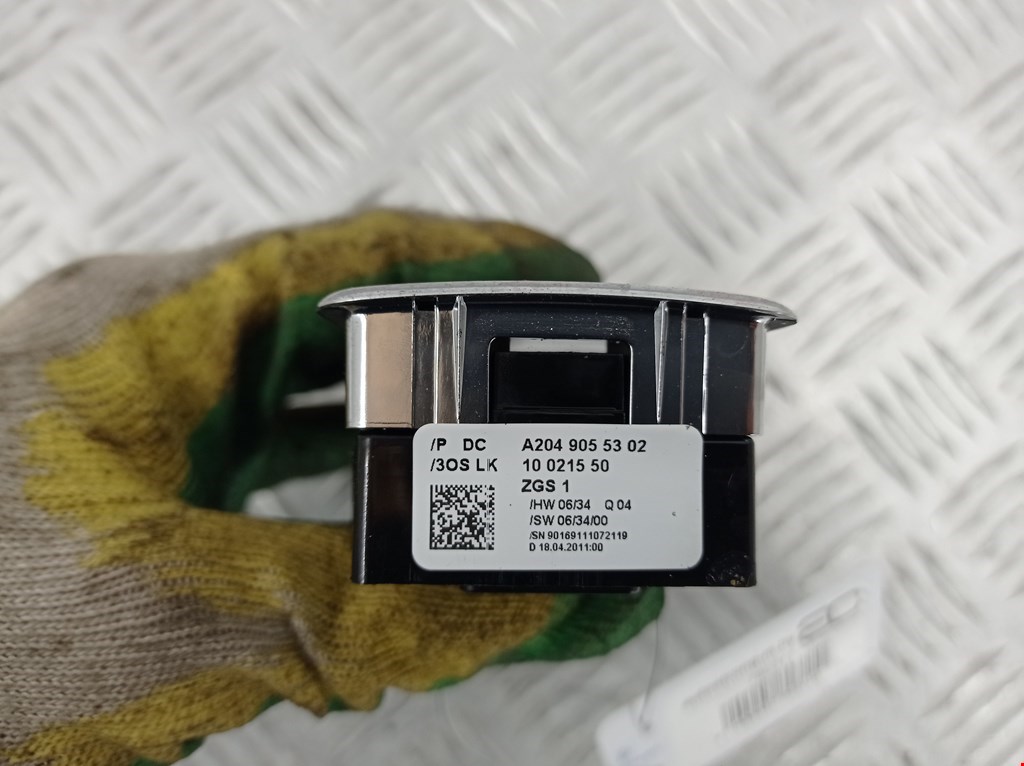 /P DC A204 905 53 02
/3OS LK 10 0215 50
ZGS 1
/HW 06/34 Q 04
/SW 06/34/00
/SN 90169111072119
D 18.04.2011:00